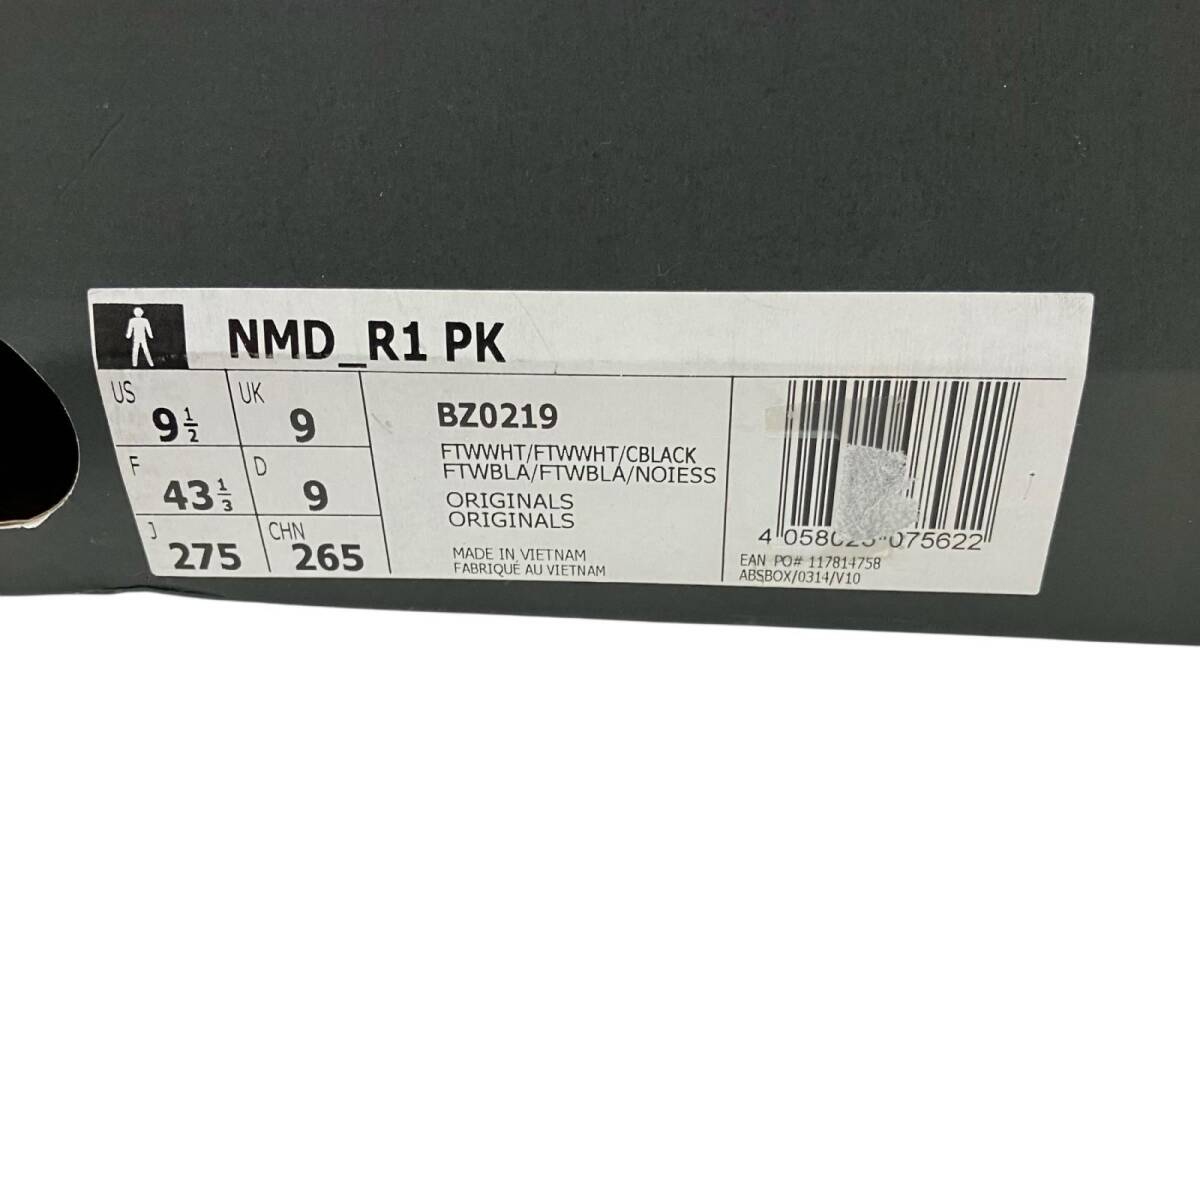 NMD_R1 PK
US 9 1/2
UK 9
F 43 1/3
D 9
J 275
CHN 265
BZ0219
FTWWHT/FTWWHT/CBLACK
FTWBLA/FTWBLA/NOIESS
ORIGINALS
ORIGINALS
MADE IN VIETNAM
FABRIQUÉ AU VIETNAM
075622
EAN PO# 117814758
ABSBOX/0314/V10